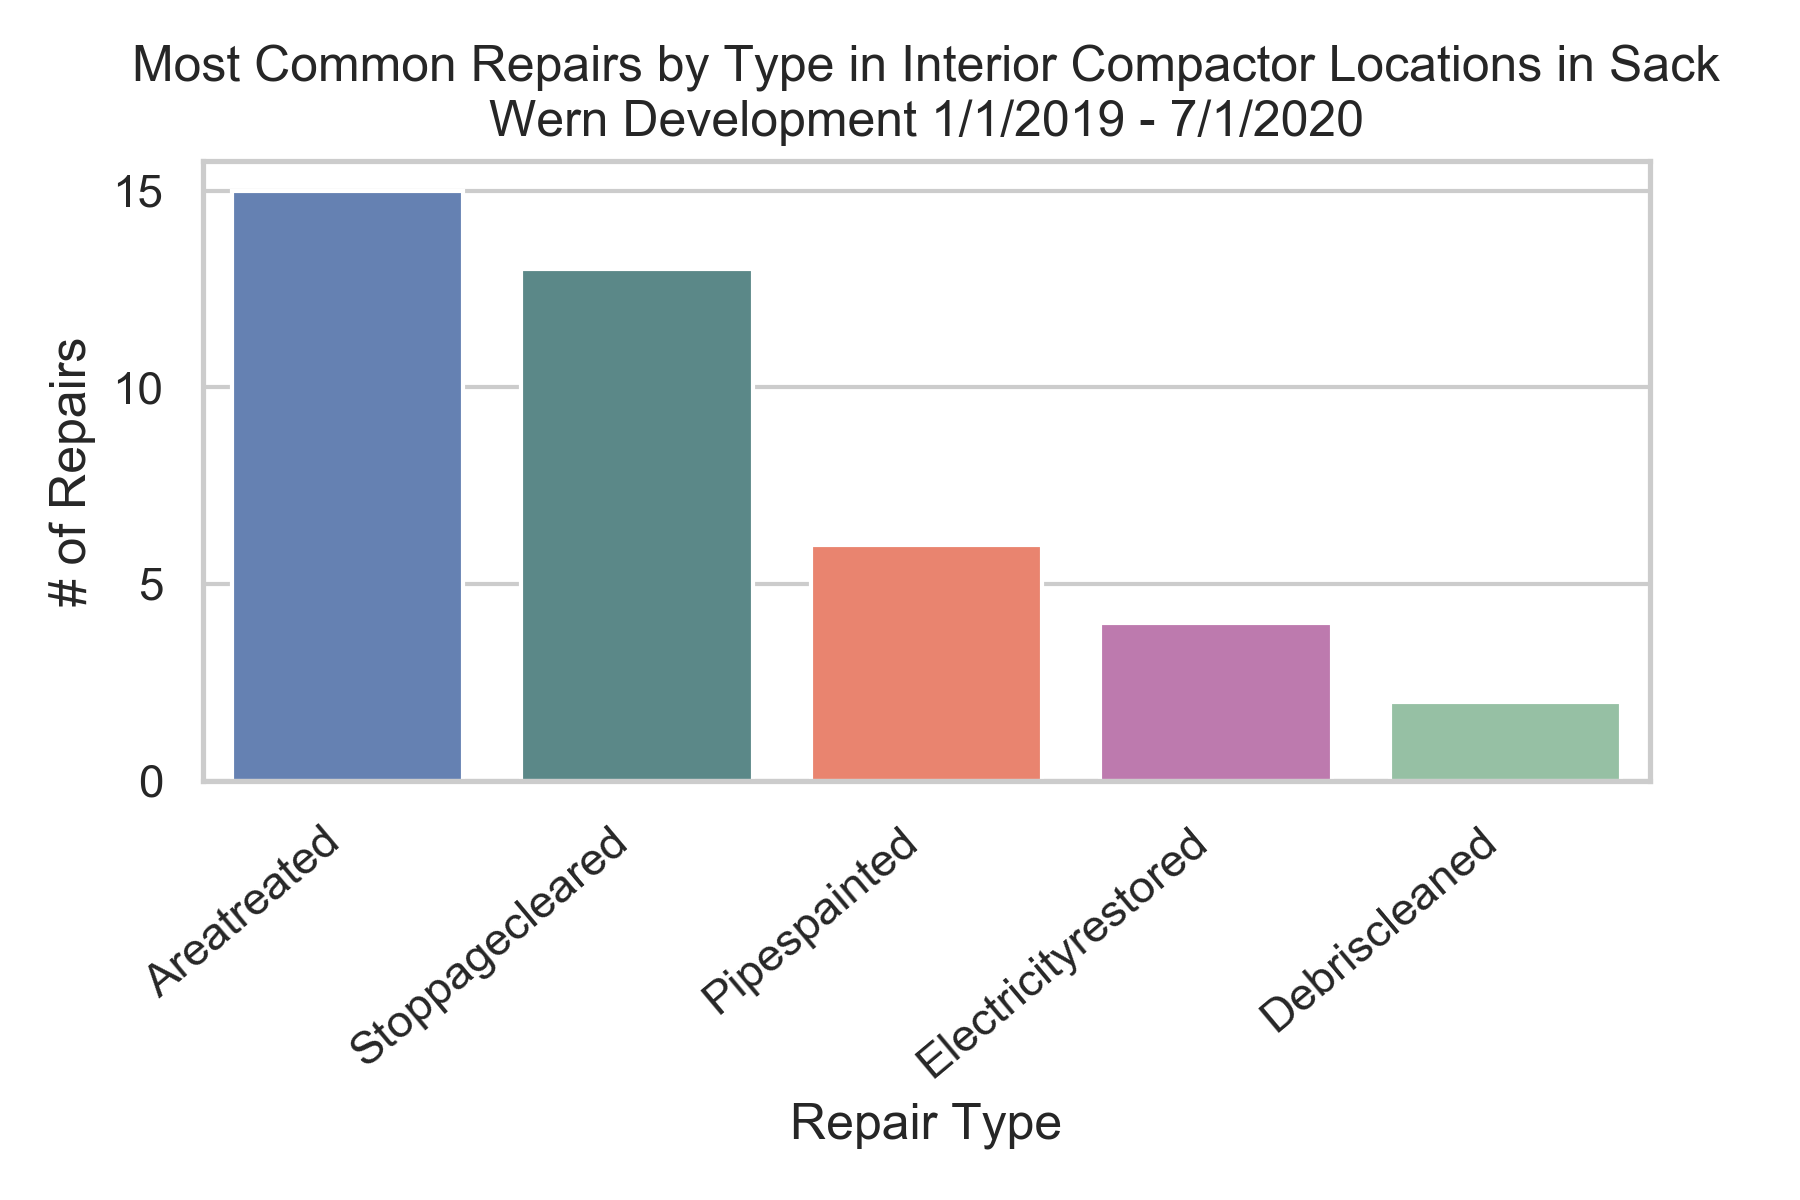 Most Common Repairs by Type in Interior Compactor Locations in Sack
Wern Development 1/1/2019 - 7/1/2020
# of Repairs
15
10
5
0
Areatreated
Stoppagecleared
Pipespainted
Electricityrestored
Debriscleaned
Repair Type